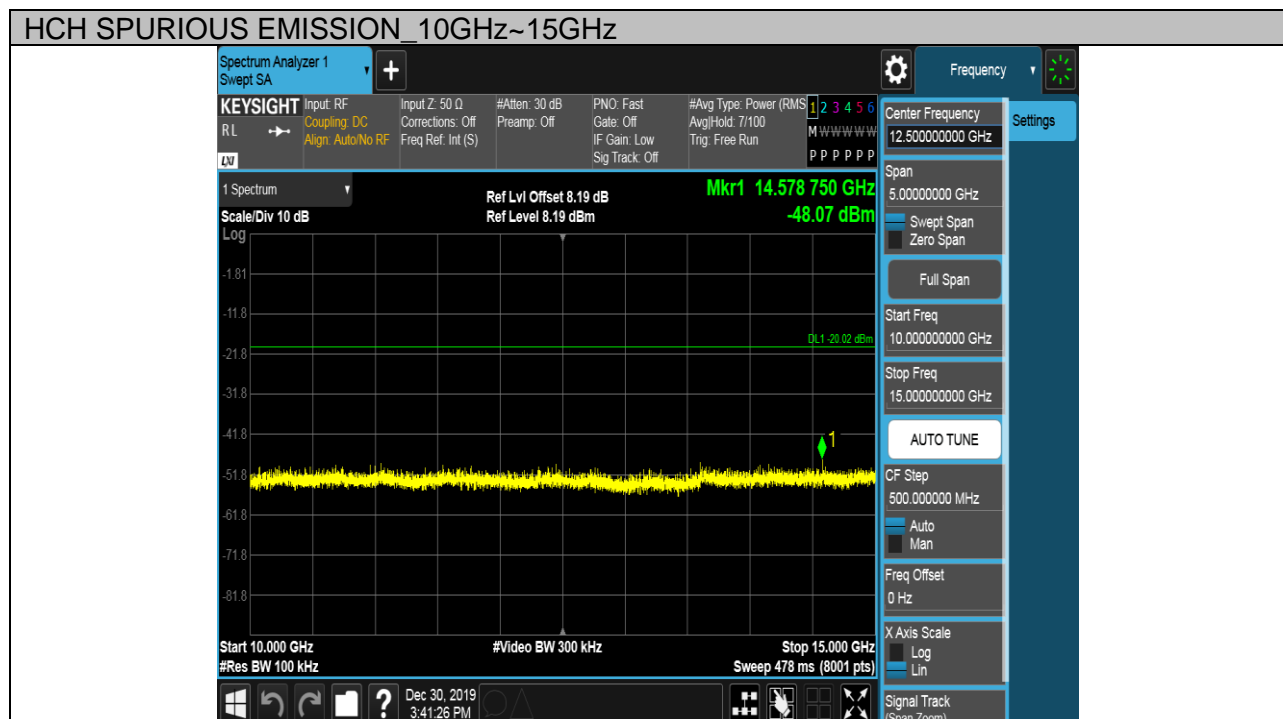 HCH SPURIOUS EMISSION_10GHz~15GHz
Spectrum Analyzer 1
Swept SA
+
Frequency
KEYSIGHT
RL
LXI
Input: RF
Coupling: DC
Align: Auto/No RF
Input Z: 50 Ω
Corrections: Off
Freq Ref: Int (S)
#Atten: 30 dB
Preamp: Off
PNO: Fast
Gate: Off
IF Gain: Low
Sig Track: Off
#Avg Type: Power (RMS
Avg|Hold: 7/100
Trig: Free Run
1 2 3 4 5 6
M W W W W W
P P P P P P
1 Spectrum
Scale/Div 10 dB
Ref Lvl Offset 8.19 dB
Ref Level 8.19 dBm
Mkr1 14.578 750 GHz
-48.07 dBm
Log
-1.81
-11.8
DL1 -20.02 dBm
-21.8
-31.8
-41.8
1
-51.8
-61.8
-71.8
-81.8
Start 10.000 GHz
#Res BW 100 kHz
#Video BW 300 kHz
Stop 15.000 GHz
Sweep 478 ms (8001 pts)
?
Dec 30, 2019
3:41:26 PM
Center Frequency
12.500000000 GHz
Settings
Span
5.00000000 GHz
Swept Span
Zero Span
Full Span
Start Freq
10.000000000 GHz
Stop Freq
15.000000000 GHz
AUTO TUNE
CF Step
500.000000 MHz
Auto
Man
Freq Offset
0 Hz
X Axis Scale
Log
Lin
Signal Track
(Span Zoom)